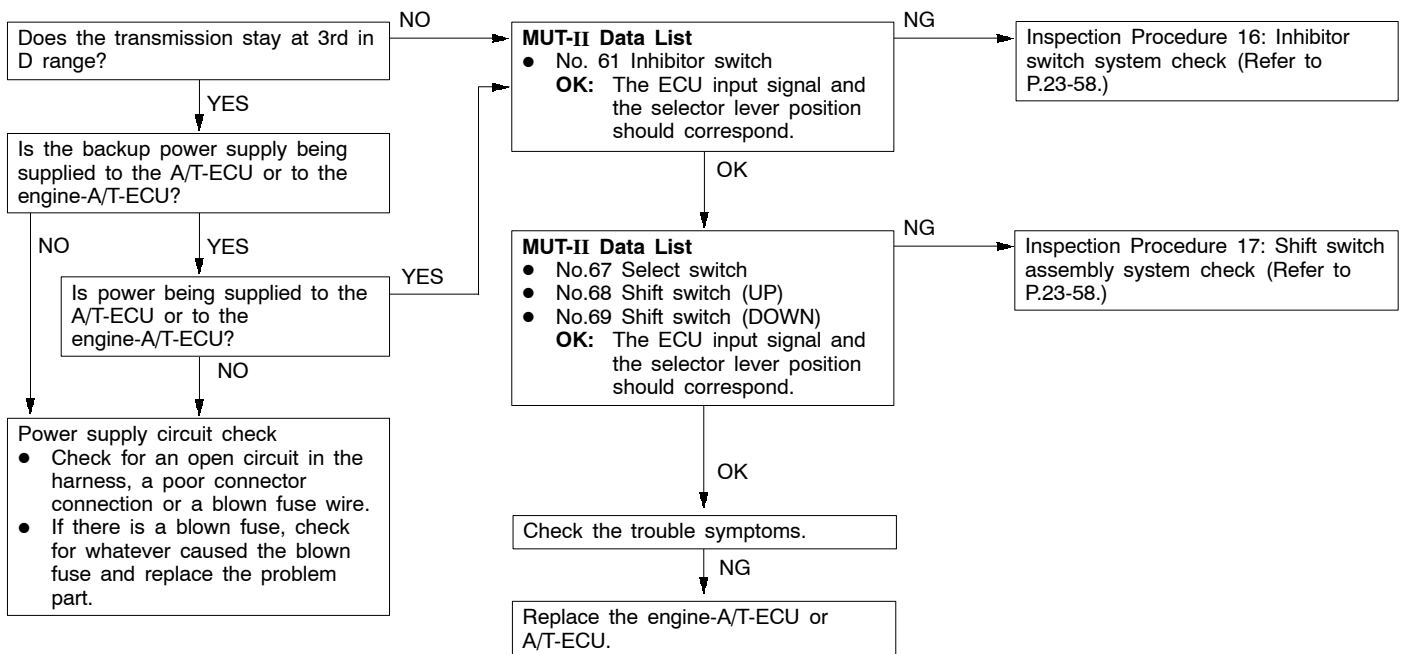 Does the transmission stay at 3rd in
D range?
NO
YES
Is the backup power supply being
supplied to the A/T-ECU or to the
engine-A/T-ECU?
NO
YES
Is power being supplied to the
A/T-ECU or to the
engine-A/T-ECU?
YES
NO
Power supply circuit check
● Check for an open circuit in the
harness, a poor connector
connection or a blown fuse wire.
● If there is a blown fuse, check
for whatever caused the blown
fuse and replace the problem
part.
MUT-II Data List
● No. 61 Inhibitor switch
OK: The ECU input signal and
the selector lever position
should correspond.
NG
Inspection Procedure 16: Inhibitor
switch system check (Refer to
P.23-58.)
OK
MUT-II Data List
● No.67 Select switch
● No.68 Shift switch (UP)
● No.69 Shift switch (DOWN)
OK: The ECU input signal and
the selector lever position
should correspond.
NG
Inspection Procedure 17: Shift switch
assembly system check (Refer to
P.23-58.)
OK
Check the trouble symptoms.
NG
Replace the engine-A/T-ECU or
A/T-ECU.